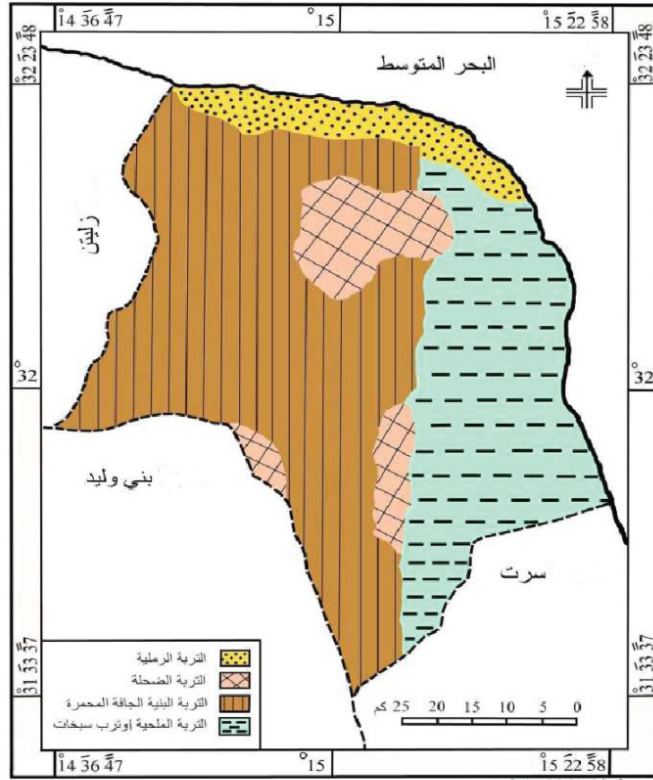 14 36 47
15
15 22 58
32 23 48
32 23 48
البحر المتوسط
زليتن
32
32
بني وليد
سرت
31 33 37
31 33 37
التربة الرملية
التربة الضحلة
التربة البنية الجافة المحمرة
التربة الملحية اوترب سبخات
0 5 10 15 20 25 كم
14 36 47
15
15 22 58